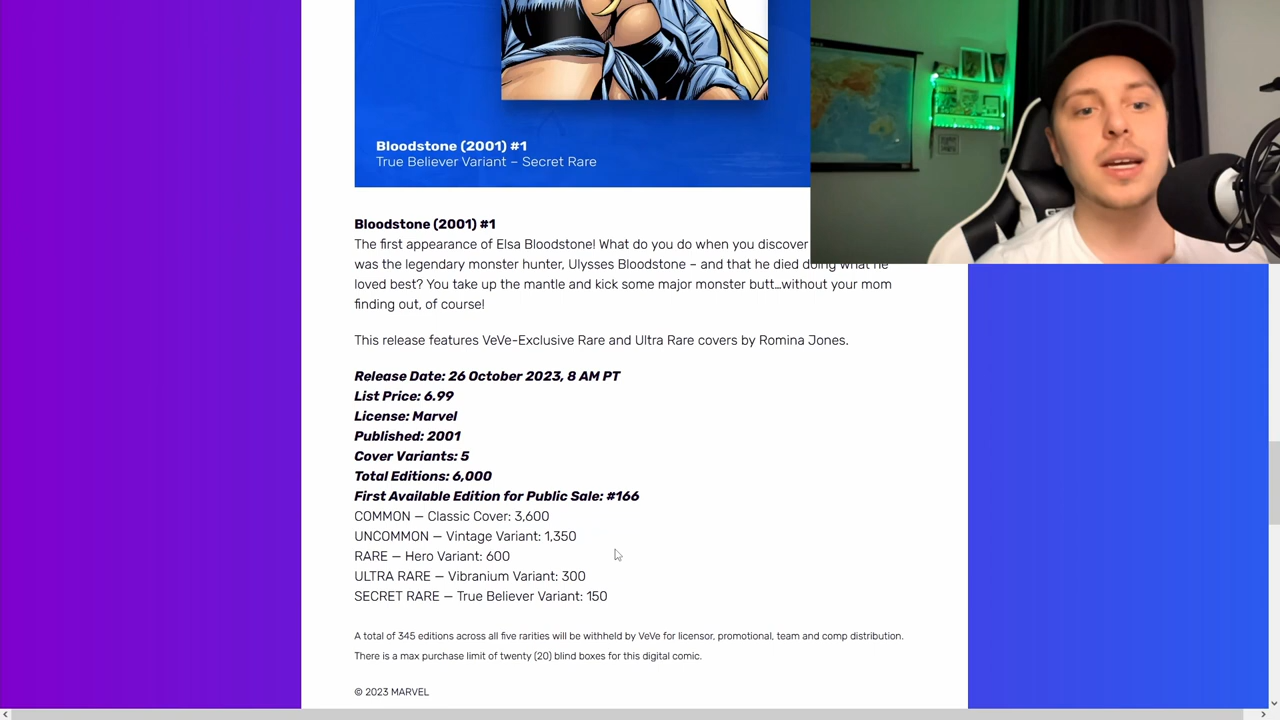 Bloodstone (2001) #1
True Believer Variant – Secret Rare
Bloodstone (2001) #1
The first appearance of Elsa Bloodstone! What do you do when you discover
was the legendary monster hunter, Ulysses Bloodstone – and that he died doing what he
loved best? You take up the mantle and kick some major monster butt…without your mom
finding out, of course!
This release features VeVe-Exclusive Rare and Ultra Rare covers by Romina Jones.
Release Date: 26 October 2023, 8 AM PT
List Price: 6.99
License: Marvel
Published: 2001
Cover Variants: 5
Total Editions: 6,000
First Available Edition for Public Sale: #166
COMMON — Classic Cover: 3,600
UNCOMMON — Vintage Variant: 1,350
RARE — Hero Variant: 600
ULTRA RARE — Vibranium Variant: 300
SECRET RARE — True Believer Variant: 150
A total of 345 editions across all five rarities will be withheld by VeVe for licensor, promotional, team and comp distribution.
There is a max purchase limit of twenty (20) blind boxes for this digital comic.
© 2023 MARVEL